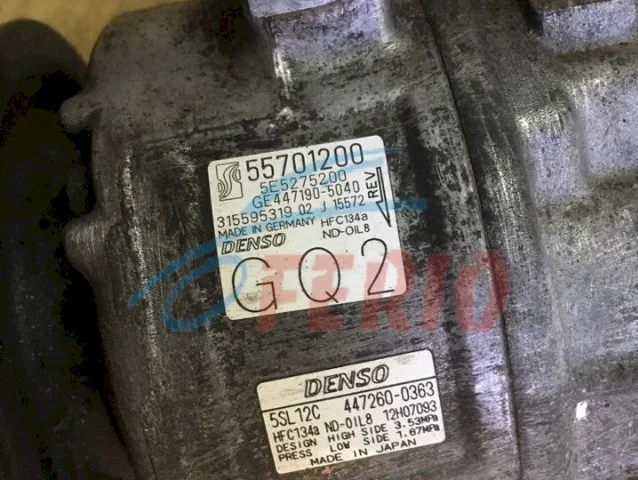 55701200
5E5275200
GE447190-5040
315595319 02 J 15572
REV
MADE IN GERMANY HFC134a
DENSO ND-OIL8
GQ2
FERIO
DENSO
5SL12C 447260-0363
HFC134a ND-OIL8 12H07093
DESIGN HIGH SIDE 3.53MPa
PRESS LOW SIDE 1.67MPa
MADE IN JAPAN